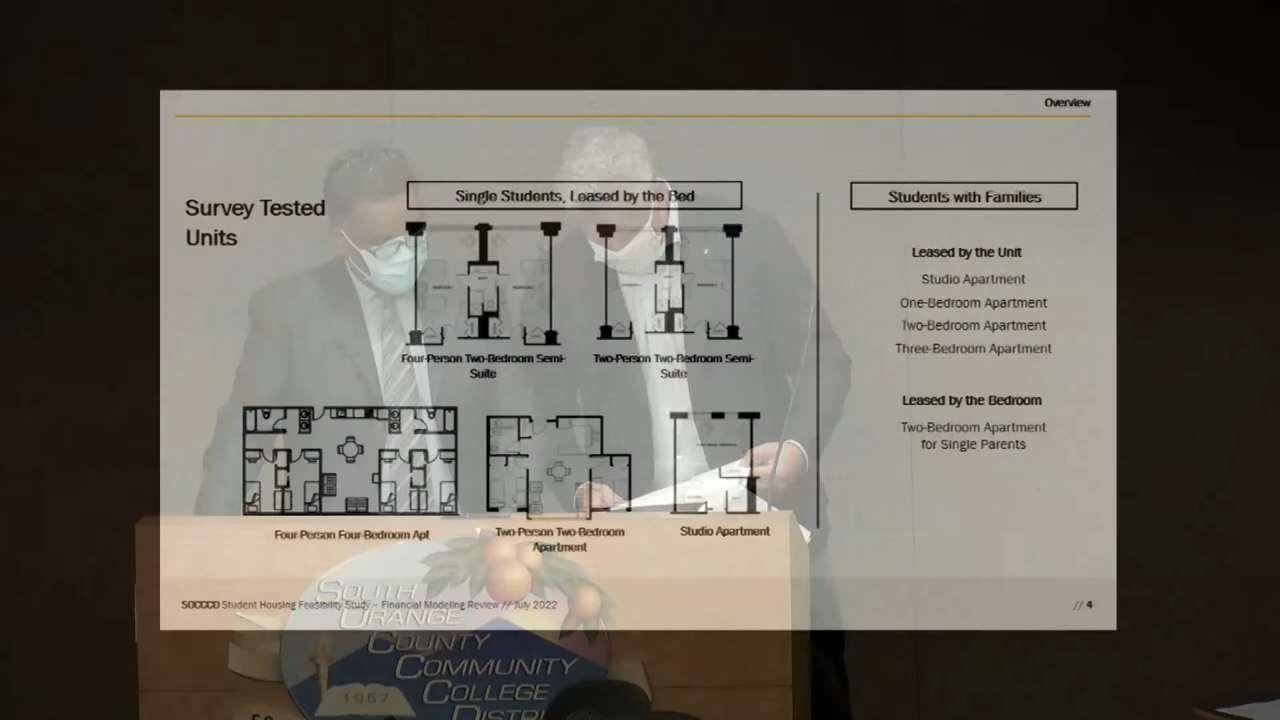 Overview
Survey Tested
Units
Single Students, Leased by the Bed
Four-Person Two-Bedroom Semi-
Suite
Two-Person Two-Bedroom Semi-
Suite
Four-Person Four-Bedroom Apt
Two-Person Two-Bedroom
Apartment
Studio Apartment
Students with Families
Leased by the Unit
Studio Apartment
One-Bedroom Apartment
Two-Bedroom Apartment
Three-Bedroom Apartment
Leased by the Bedroom
Two-Bedroom Apartment
for Single Parents
SOCCCD Student Housing Feasibility Study – Financial Modeling Review // July 2022
// 4
SOUTH
ORANGE
COUNTY
COMMUNITY
COLLEGE
1967